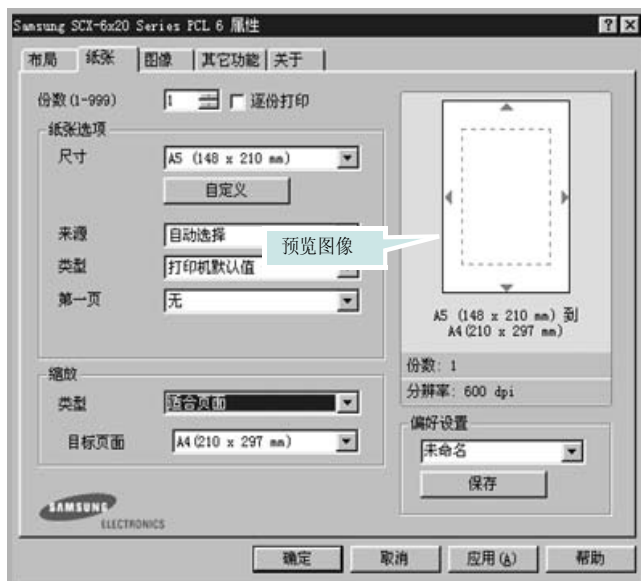 Samsung SCX-6x20 Series PCL 6 属性
布局 纸张 图像 其它功能 关于
份数(1-999) 1 逐份打印
纸张选项
尺寸 A5 (148 x 210 mm)
自定义
来源 自动选择
类型 打印机默认值
第一页 无
预览图像
缩放
类型 适合页面
目标页面 A4(210 x 297 mm)
A5 (148 x 210 mm) 到
A4(210 x 297 mm)
份数: 1
分辨率: 600 dpi
偏好设置
未命名
保存
SAMSUNG
ELECTRONICS
确定 取消 应用(A) 帮助